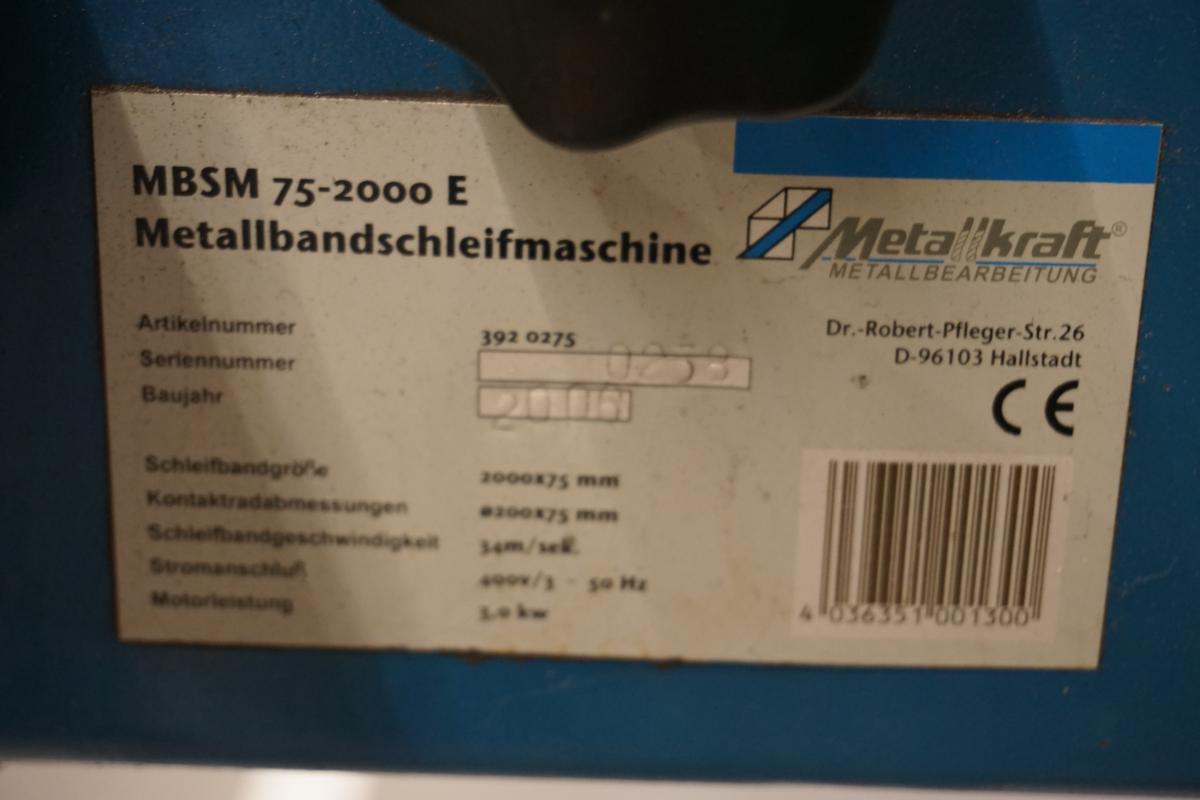 MBSM 75-2000 E
Metallbandschleifmaschine
Metallkraft®
METALLBEARBEITUNG
Dr.-Robert-Pfleger-Str.26
D-96103 Hallstadt
CE
Artikelnummer 392 0275
Seriennummer 0258
Baujahr 2006
Schleifbandgröße 2000x75 mm
Kontaktradabmessungen ø200x75 mm
Schleifbandgeschwindigkeit 34m/sek.
Stromanschluß 400v/3 - 50 Hz
Motorleistung 3,0 kw
4 036351 001300